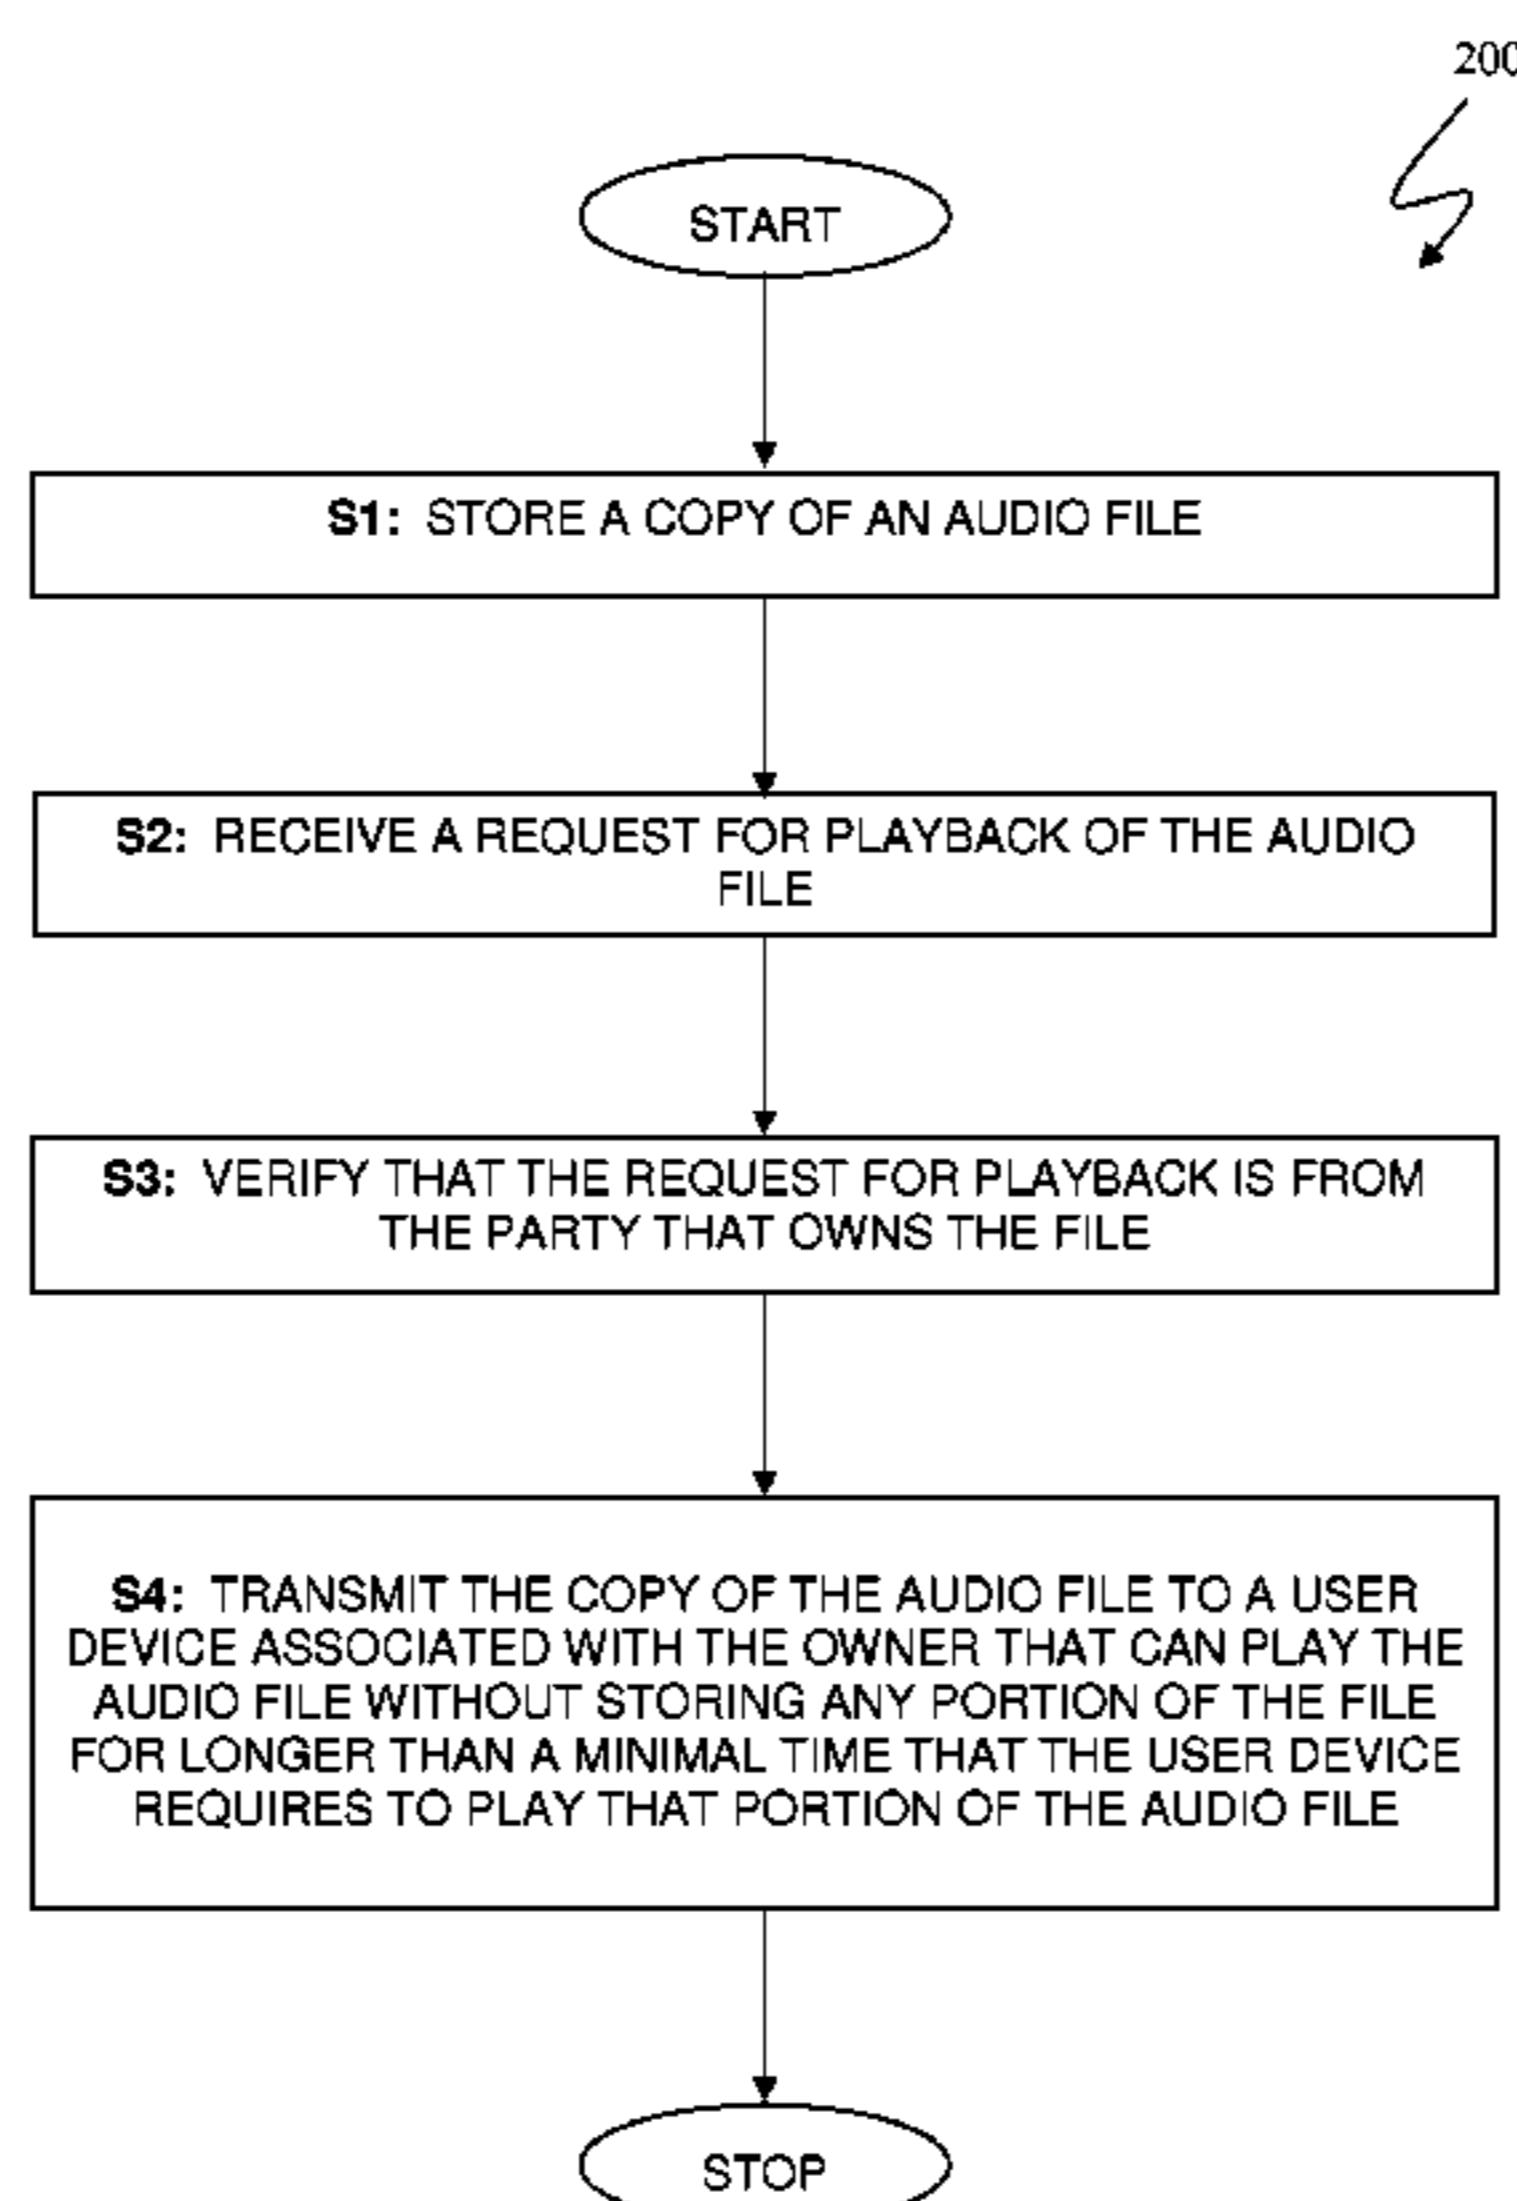 200
START
S1: STORE A COPY OF AN AUDIO FILE
S2: RECEIVE A REQUEST FOR PLAYBACK OF THE AUDIO
FILE
S3: VERIFY THAT THE REQUEST FOR PLAYBACK IS FROM
THE PARTY THAT OWNS THE FILE
S4: TRANSMIT THE COPY OF THE AUDIO FILE TO A USER
DEVICE ASSOCIATED WITH THE OWNER THAT CAN PLAY THE
AUDIO FILE WITHOUT STORING ANY PORTION OF THE FILE
FOR LONGER THAN A MINIMAL TIME THAT THE USER DEVICE
REQUIRES TO PLAY THAT PORTION OF THE AUDIO FILE
STOP